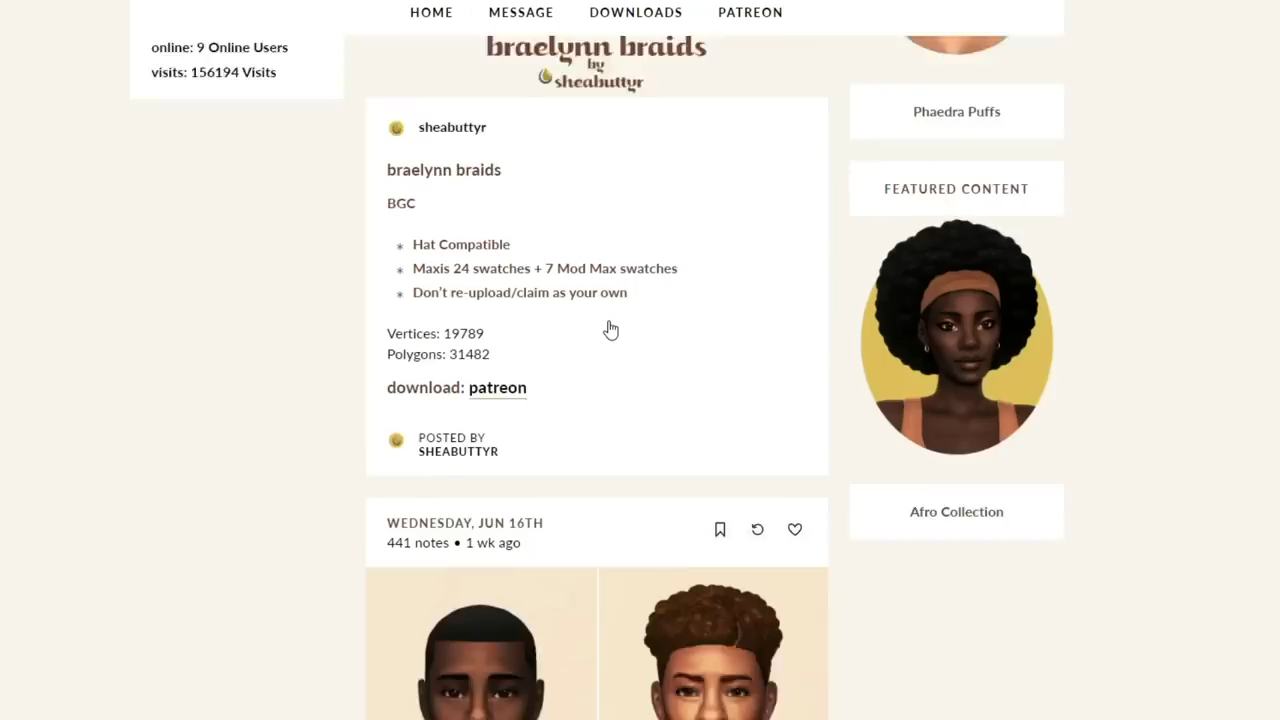 HOME MESSAGE DOWNLOADS PATREON
online: 9 Online Users
visits: 156194 Visits
braelynn braids
by
sheabuttyr
sheabuttyr
braelynn braids
BGC
* Hat Compatible
* Maxis 24 swatches + 7 Mod Max swatches
* Don't re-upload/claim as your own
Vertices: 19789
Polygons: 31482
download: patreon
POSTED BY
SHEABUTTYR
WEDNESDAY, JUN 16TH
441 notes • 1 wk ago
Phaedra Puffs
FEATURED CONTENT
Afro Collection